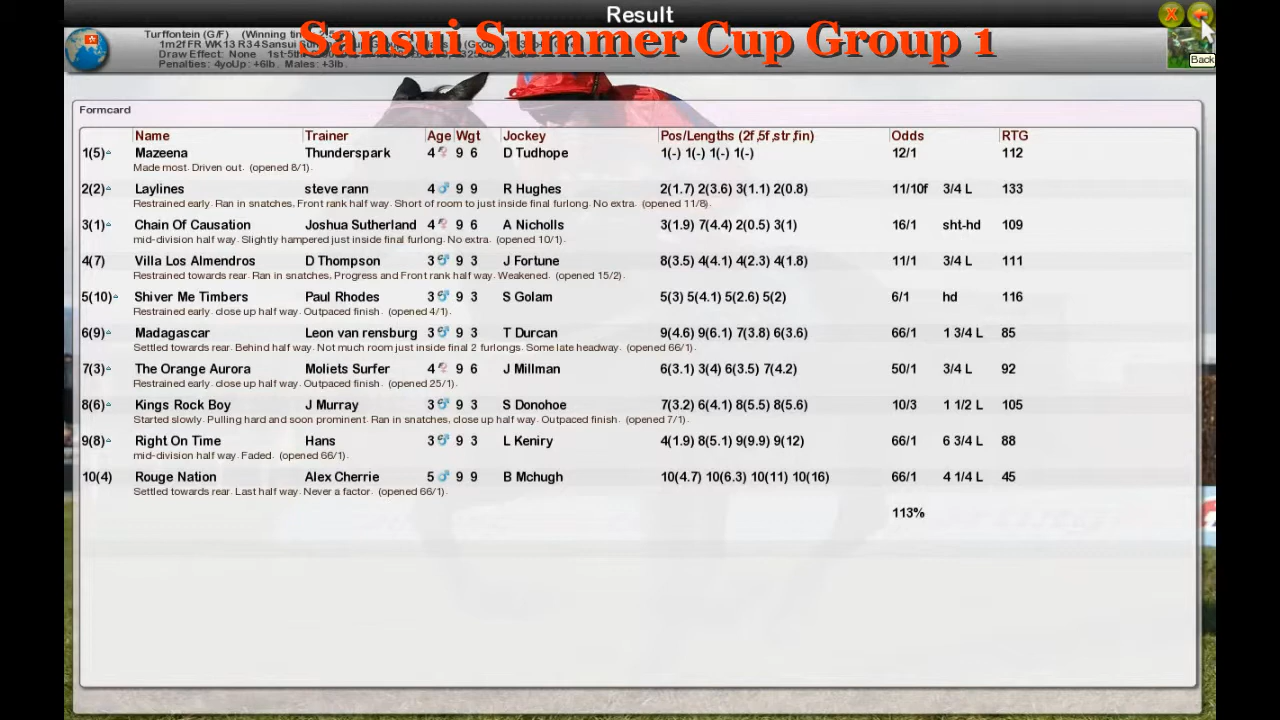 Result
Sansui Summer Cup Group 1
Turffontein (G/F) (Winning
1m2f FR WK13 R34 Sansui
Draw Effect: None 1st-5th
Penalties: 4yoUp: +6lb. Males: +3lb.
Back
Formcard
Name Trainer Age Wgt Jockey Pos/Lengths (2f,5f,str,fin) Odds RTG
1(5) Mazeena Thunderspark 4 9 6 D Tudhope 1(-) 1(-) 1(-) 1(-) 12/1 112
Made most. Driven out. (opened 8/1).
2(2) Laylines steve rann 4 9 9 R Hughes 2(1.7) 2(3.6) 3(1.1) 2(0.8) 11/10f 3/4 L 133
Restrained early. Ran in snatches, Front rank half way. Short of room to just inside final furlong. No extra. (opened 11/8).
3(1) Chain Of Causation Joshua Sutherland 4 9 6 A Nicholls 3(1.9) 7(4.4) 2(0.5) 3(1) 16/1 sht-hd 109
mid-division half way. Slightly hampered just inside final furlong. No extra. (opened 10/1).
4(7) Villa Los Almendros D Thompson 3 9 3 J Fortune 8(3.5) 4(4.1) 4(2.3) 4(1.8) 11/1 3/4 L 111
Restrained towards rear. Ran in snatches, Progress and Front rank half way. Weakened. (opened 15/2).
5(10) Shiver Me Timbers Paul Rhodes 3 9 3 S Golam 5(3) 5(4.1) 5(2.6) 5(2) 6/1 hd 116
Restrained early. close up half way. Outpaced finish. (opened 4/1).
6(9) Madagascar Leon van rensburg 3 9 3 T Durcan 9(4.6) 9(6.1) 7(3.8) 6(3.6) 66/1 1 3/4 L 85
Settled towards rear. Behind half way. Not much room just inside final 2 furlongs. Some late headway. (opened 66/1).
7(3) The Orange Aurora Moliets Surfer 4 9 6 J Millman 6(3.1) 3(4) 6(3.5) 7(4.2) 50/1 3/4 L 92
Restrained early. close up half way. Outpaced finish. (opened 25/1).
8(6) Kings Rock Boy J Murray 3 9 3 S Donohoe 7(3.2) 6(4.1) 8(5.5) 8(5.6) 10/3 1 1/2 L 105
Started slowly. Pulling hard and soon prominent. Ran in snatches, close up half way. Outpaced finish. (opened 7/1).
9(8) Right On Time Hans 3 9 3 L Keniry 4(1.9) 8(5.1) 9(9.9) 9(12) 66/1 6 3/4 L 88
mid-division half way. Faded. (opened 66/1).
10(4) Rouge Nation Alex Cherrie 5 9 9 B Mchugh 10(4.7) 10(6.3) 10(11) 10(16) 66/1 4 1/4 L 45
Settled towards rear. Last half way. Never a factor. (opened 66/1).
113%